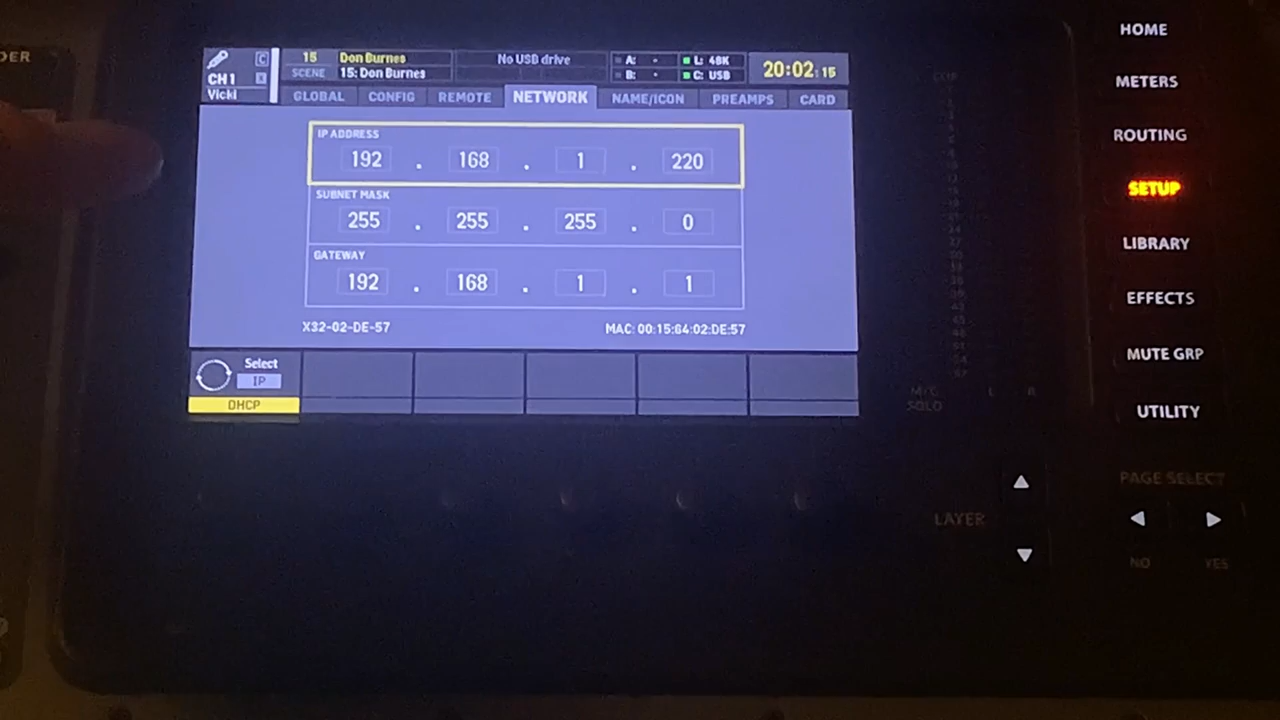 DER
HOME
METERS
ROUTING
SETUP
LIBRARY
EFFECTS
MUTE GRP
UTILITY
PAGE SELECT
NO YES
LAYER
CH 1
C
X
Vicki
15 Don Burnes
SCENE 15: Don Burnes
No USB drive
A: - L: 48K
B: - C: USB
20:02:15
GLOBAL CONFIG REMOTE NETWORK NAME/ICON PREAMPS CARD
IP ADDRESS
192 . 168 . 1 . 220
SUBNET MASK
255 . 255 . 255 . 0
GATEWAY
192 . 168 . 1 . 1
X32-02-DE-57 MAC: 00:15:64:02:DE:57
Select
IP
DHCP
M/C L R
SOLO